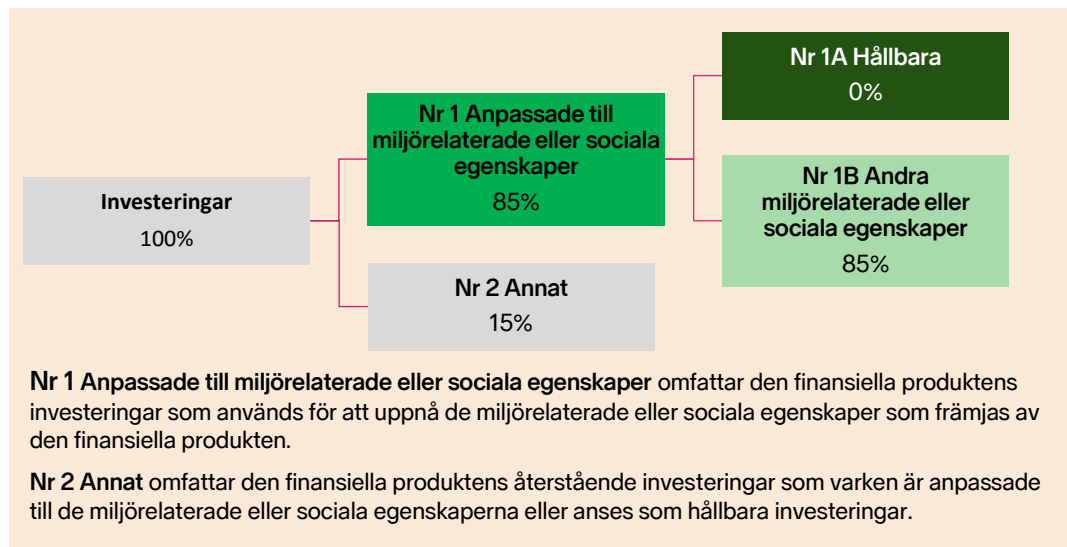 Investeringar
100%
Nr 1 Anpassade till
miljörelaterade eller sociala
egenskaper
85%
Nr 2 Annat
15%
Nr 1A Hållbara
0%
Nr 1B Andra
miljörelaterade eller
sociala egenskaper
85%
Nr 1 Anpassade till miljörelaterade eller sociala egenskaper omfattar den finansiella produktens
investeringar som används för att uppnå de miljörelaterade eller sociala egenskaper som främjas av
den finansiella produkten.
Nr 2 Annat omfattar den finansiella produktens återstående investeringar som varken är anpassade
till de miljörelaterade eller sociala egenskaperna eller anses som hållbara investeringar.